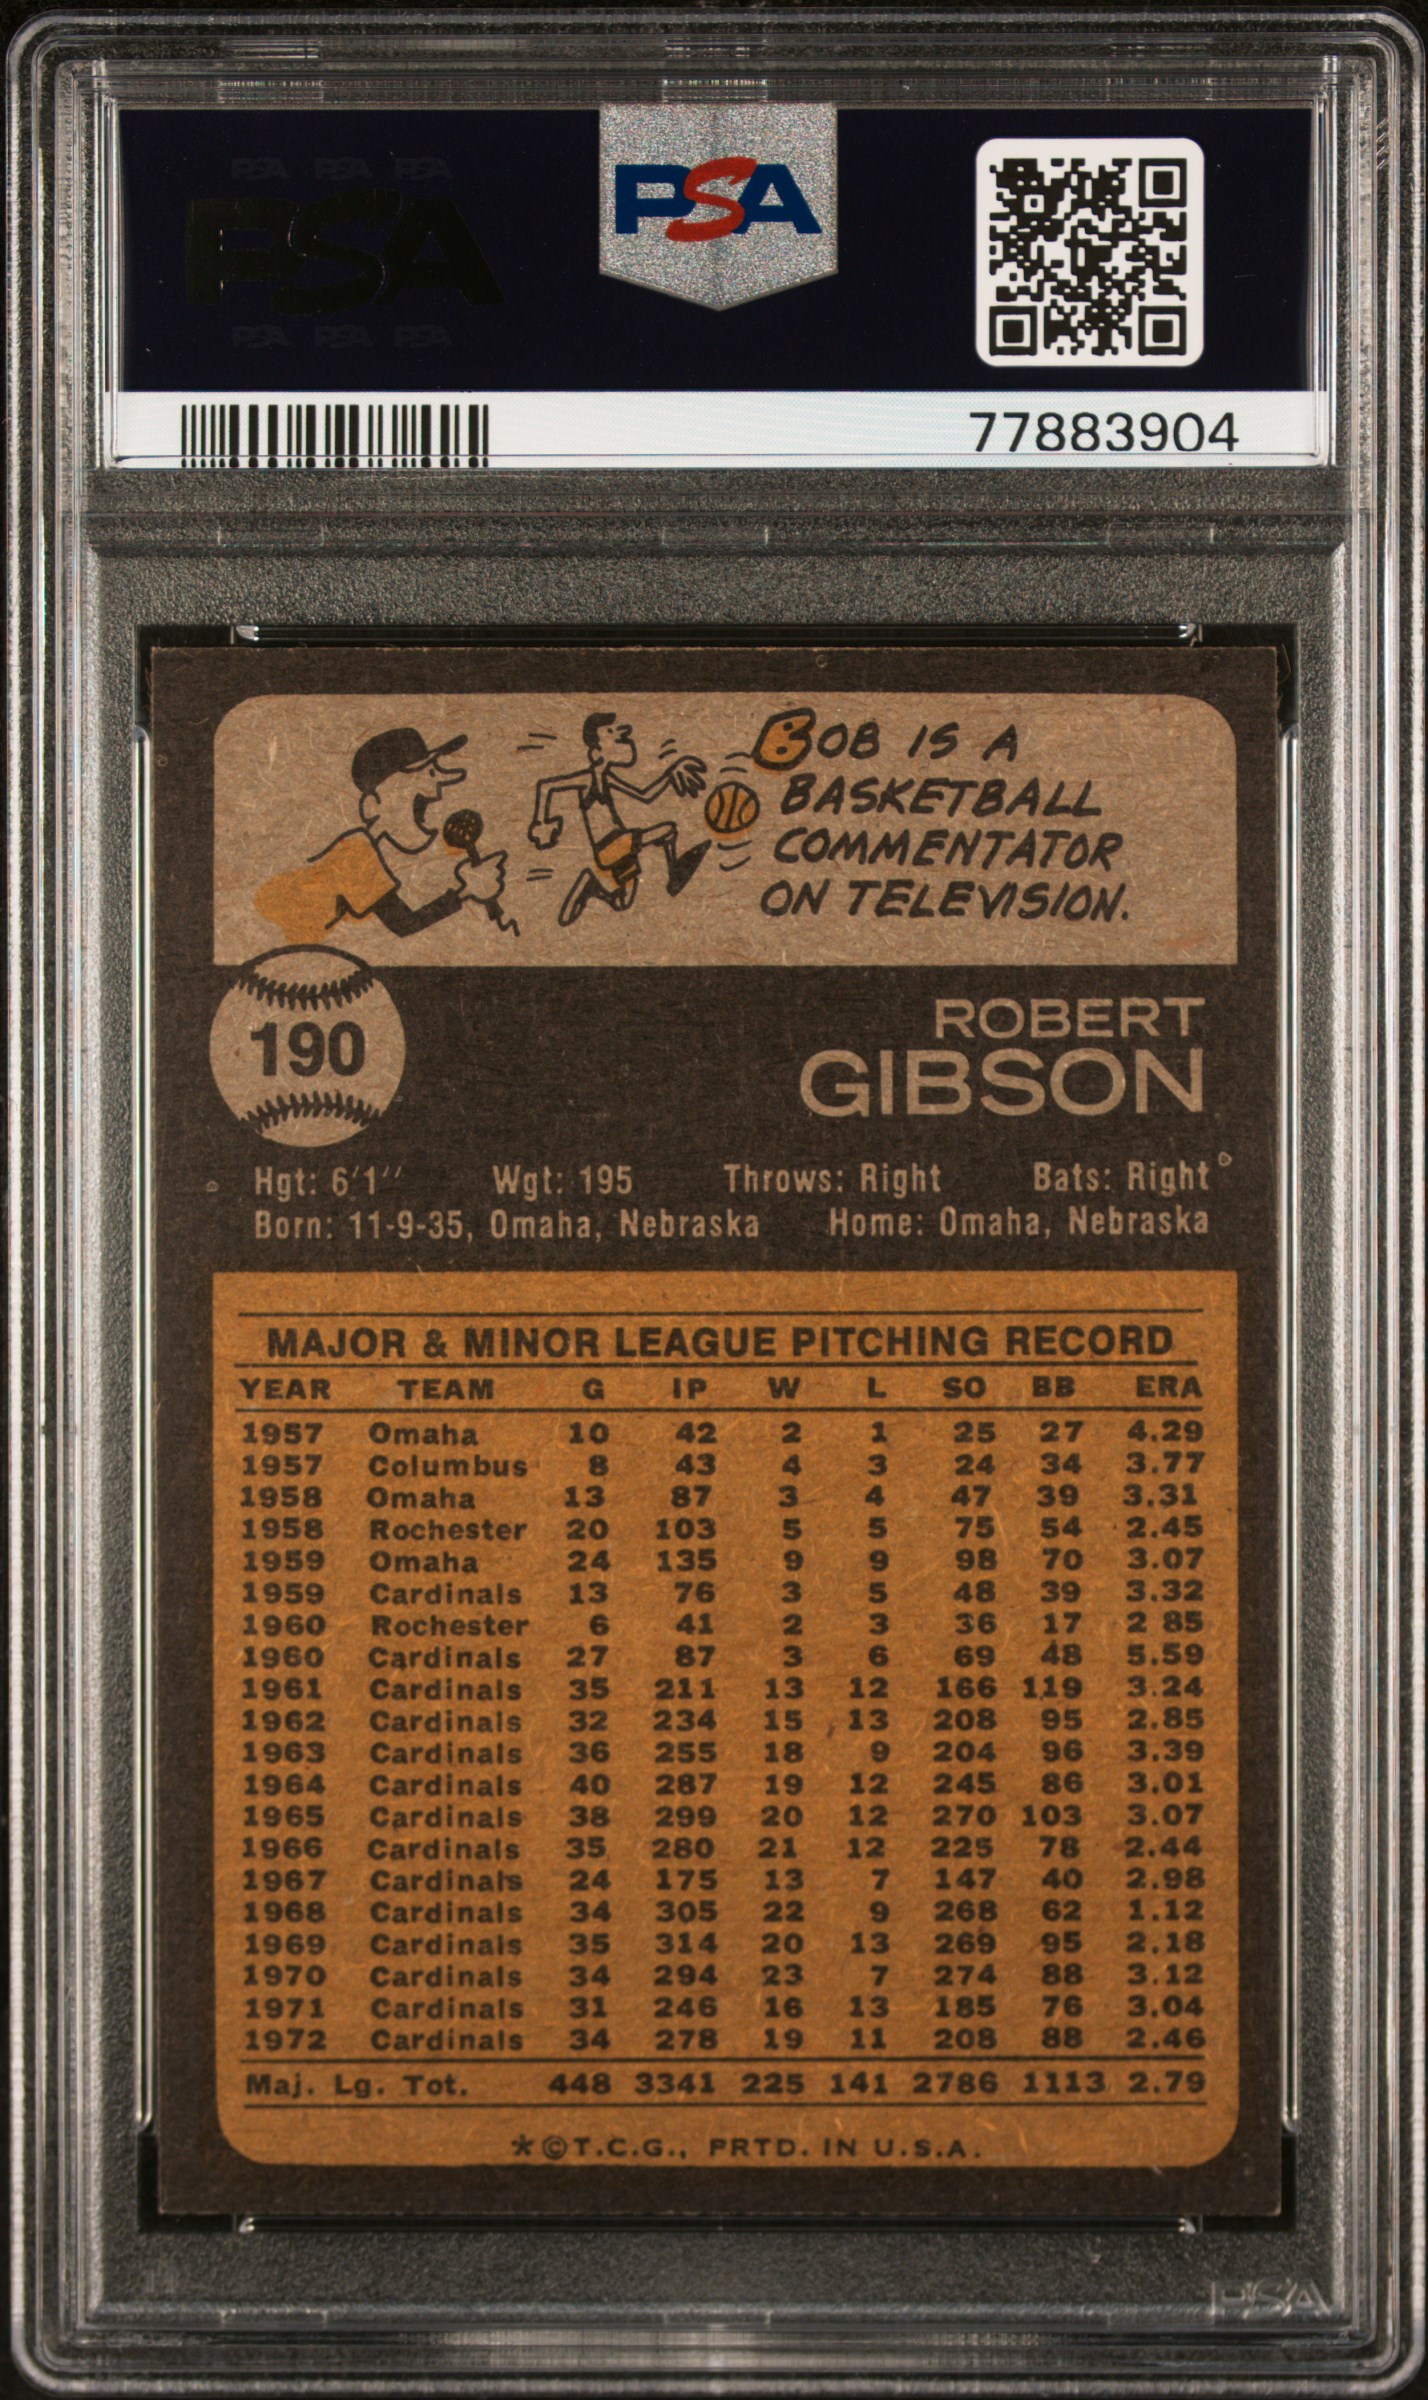 PSA PSA PSA
PSA
PSA PSA PSA
PSA
77883904
BOB IS A
BASKETBALL
COMMENTATOR
ON TELEVISION.
190
ROBERT
GIBSON
Hgt: 6'1" Wgt: 195 Throws: Right Bats: Right
Born: 11-9-35, Omaha, Nebraska Home: Omaha, Nebraska
MAJOR & MINOR LEAGUE PITCHING RECORD
YEAR TEAM G IP W L SO BB ERA
1957 Omaha 10 42 2 1 25 27 4.29
1957 Columbus 8 43 4 3 24 34 3.77
1958 Omaha 13 87 3 4 47 39 3.31
1958 Rochester 20 103 5 5 75 54 2.45
1959 Omaha 24 135 9 9 98 70 3.07
1959 Cardinals 13 76 3 5 48 39 3.32
1960 Rochester 6 41 2 3 36 17 2 85
1960 Cardinals 27 87 3 6 69 48 5.59
1961 Cardinals 35 211 13 12 166 119 3.24
1962 Cardinals 32 234 15 13 208 95 2.85
1963 Cardinals 36 255 18 9 204 96 3.39
1964 Cardinals 40 287 19 12 245 86 3.01
1965 Cardinals 38 299 20 12 270 103 3.07
1966 Cardinals 35 280 21 12 225 78 2.44
1967 Cardinals 24 175 13 7 147 40 2.98
1968 Cardinals 34 305 22 9 268 62 1.12
1969 Cardinals 35 314 20 13 269 95 2.18
1970 Cardinals 34 294 23 7 274 88 3.12
1971 Cardinals 31 246 16 13 185 76 3.04
1972 Cardinals 34 278 19 11 208 88 2.46
Maj. Lg. Tot. 448 3341 225 141 2786 1113 2.79
*©T.C.G., PRTD. IN U.S.A.
PSA